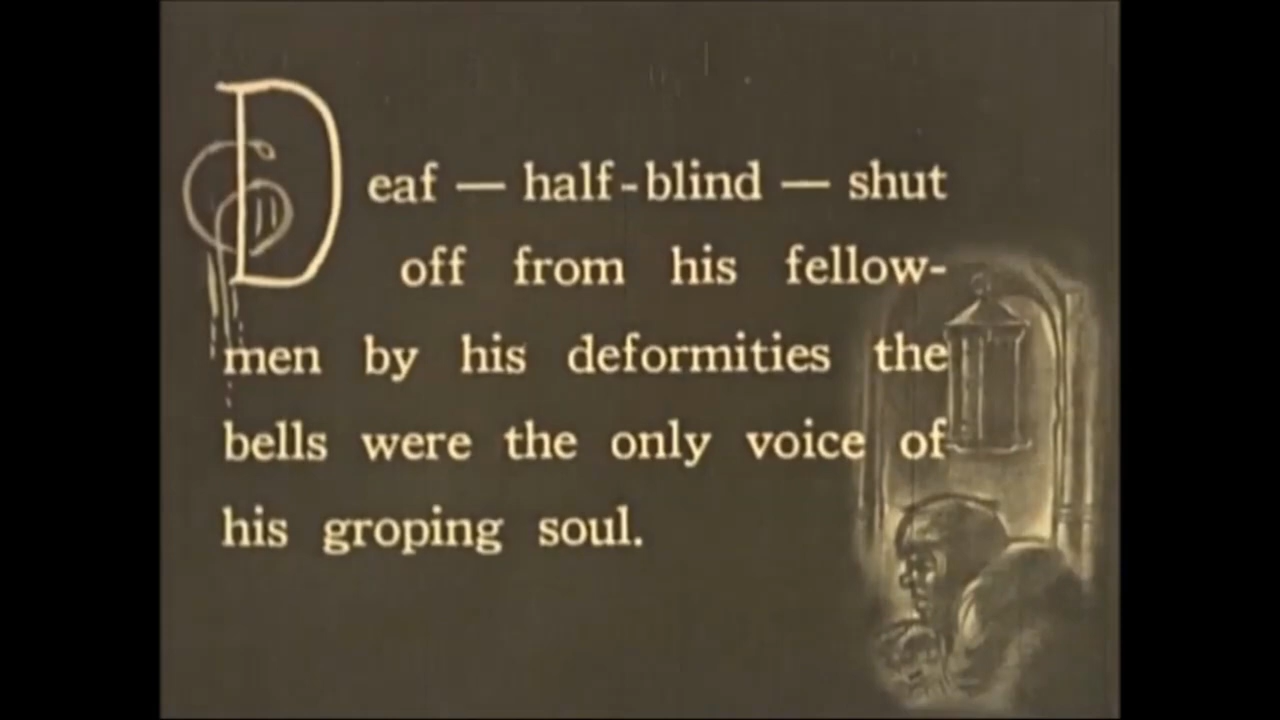 Deaf — half-blind — shut
off from his fellow-
men by his deformities the
bells were the only voice of
his groping soul.